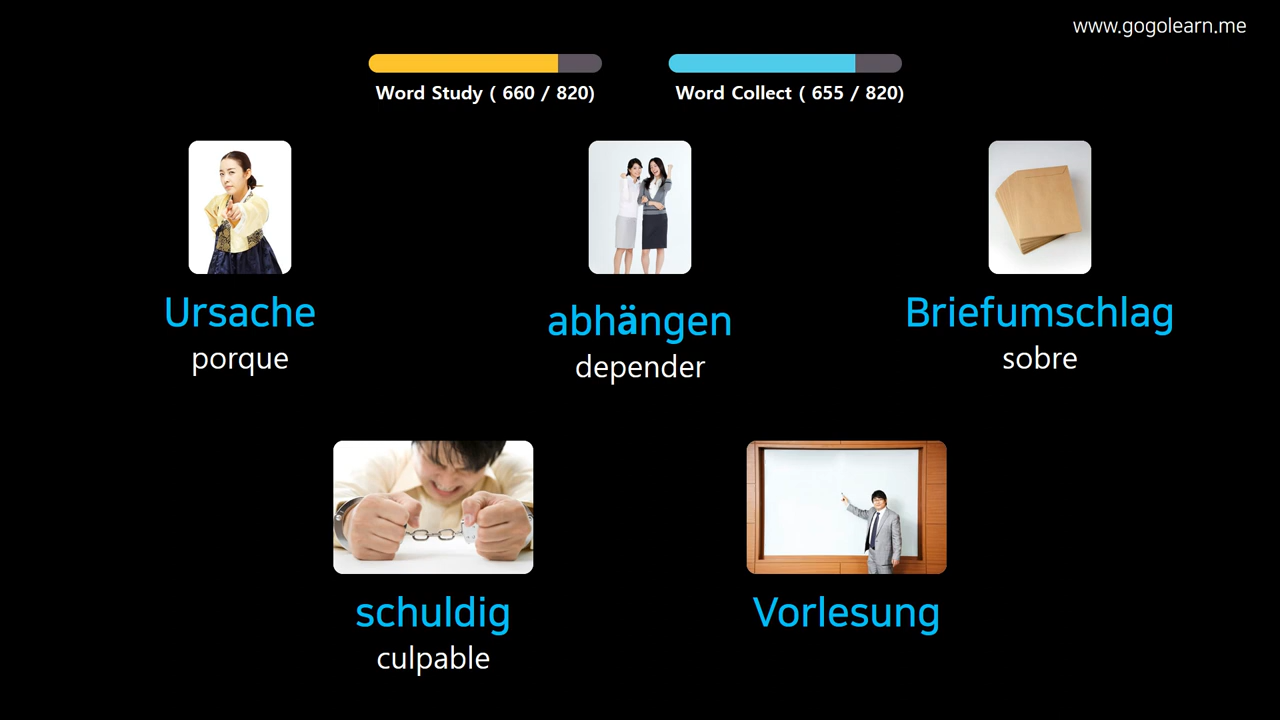 www.gogolearn.me
Word Study ( 660 / 820)
Word Collect ( 655 / 820)
Ursache
porque
abhängen
depender
Briefumschlag
sobre
schuldig
culpable
Vorlesung